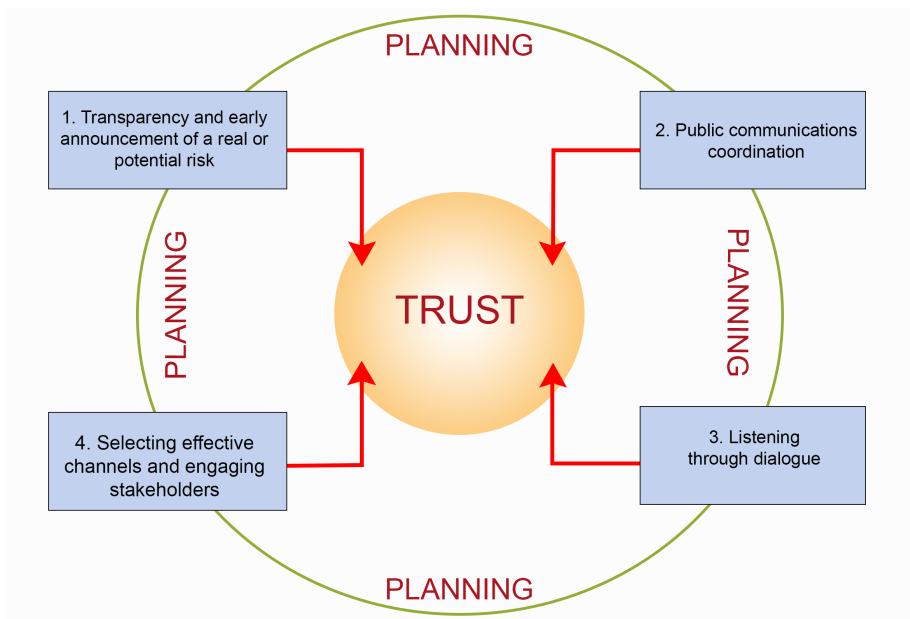 PLANNING
1. Transparency and early
announcement of a real or
potential risk
2. Public communications
coordination
PLANNING
TRUST
PLANNING
4. Selecting effective
channels and engaging
stakeholders
3. Listening
through dialogue
PLANNING